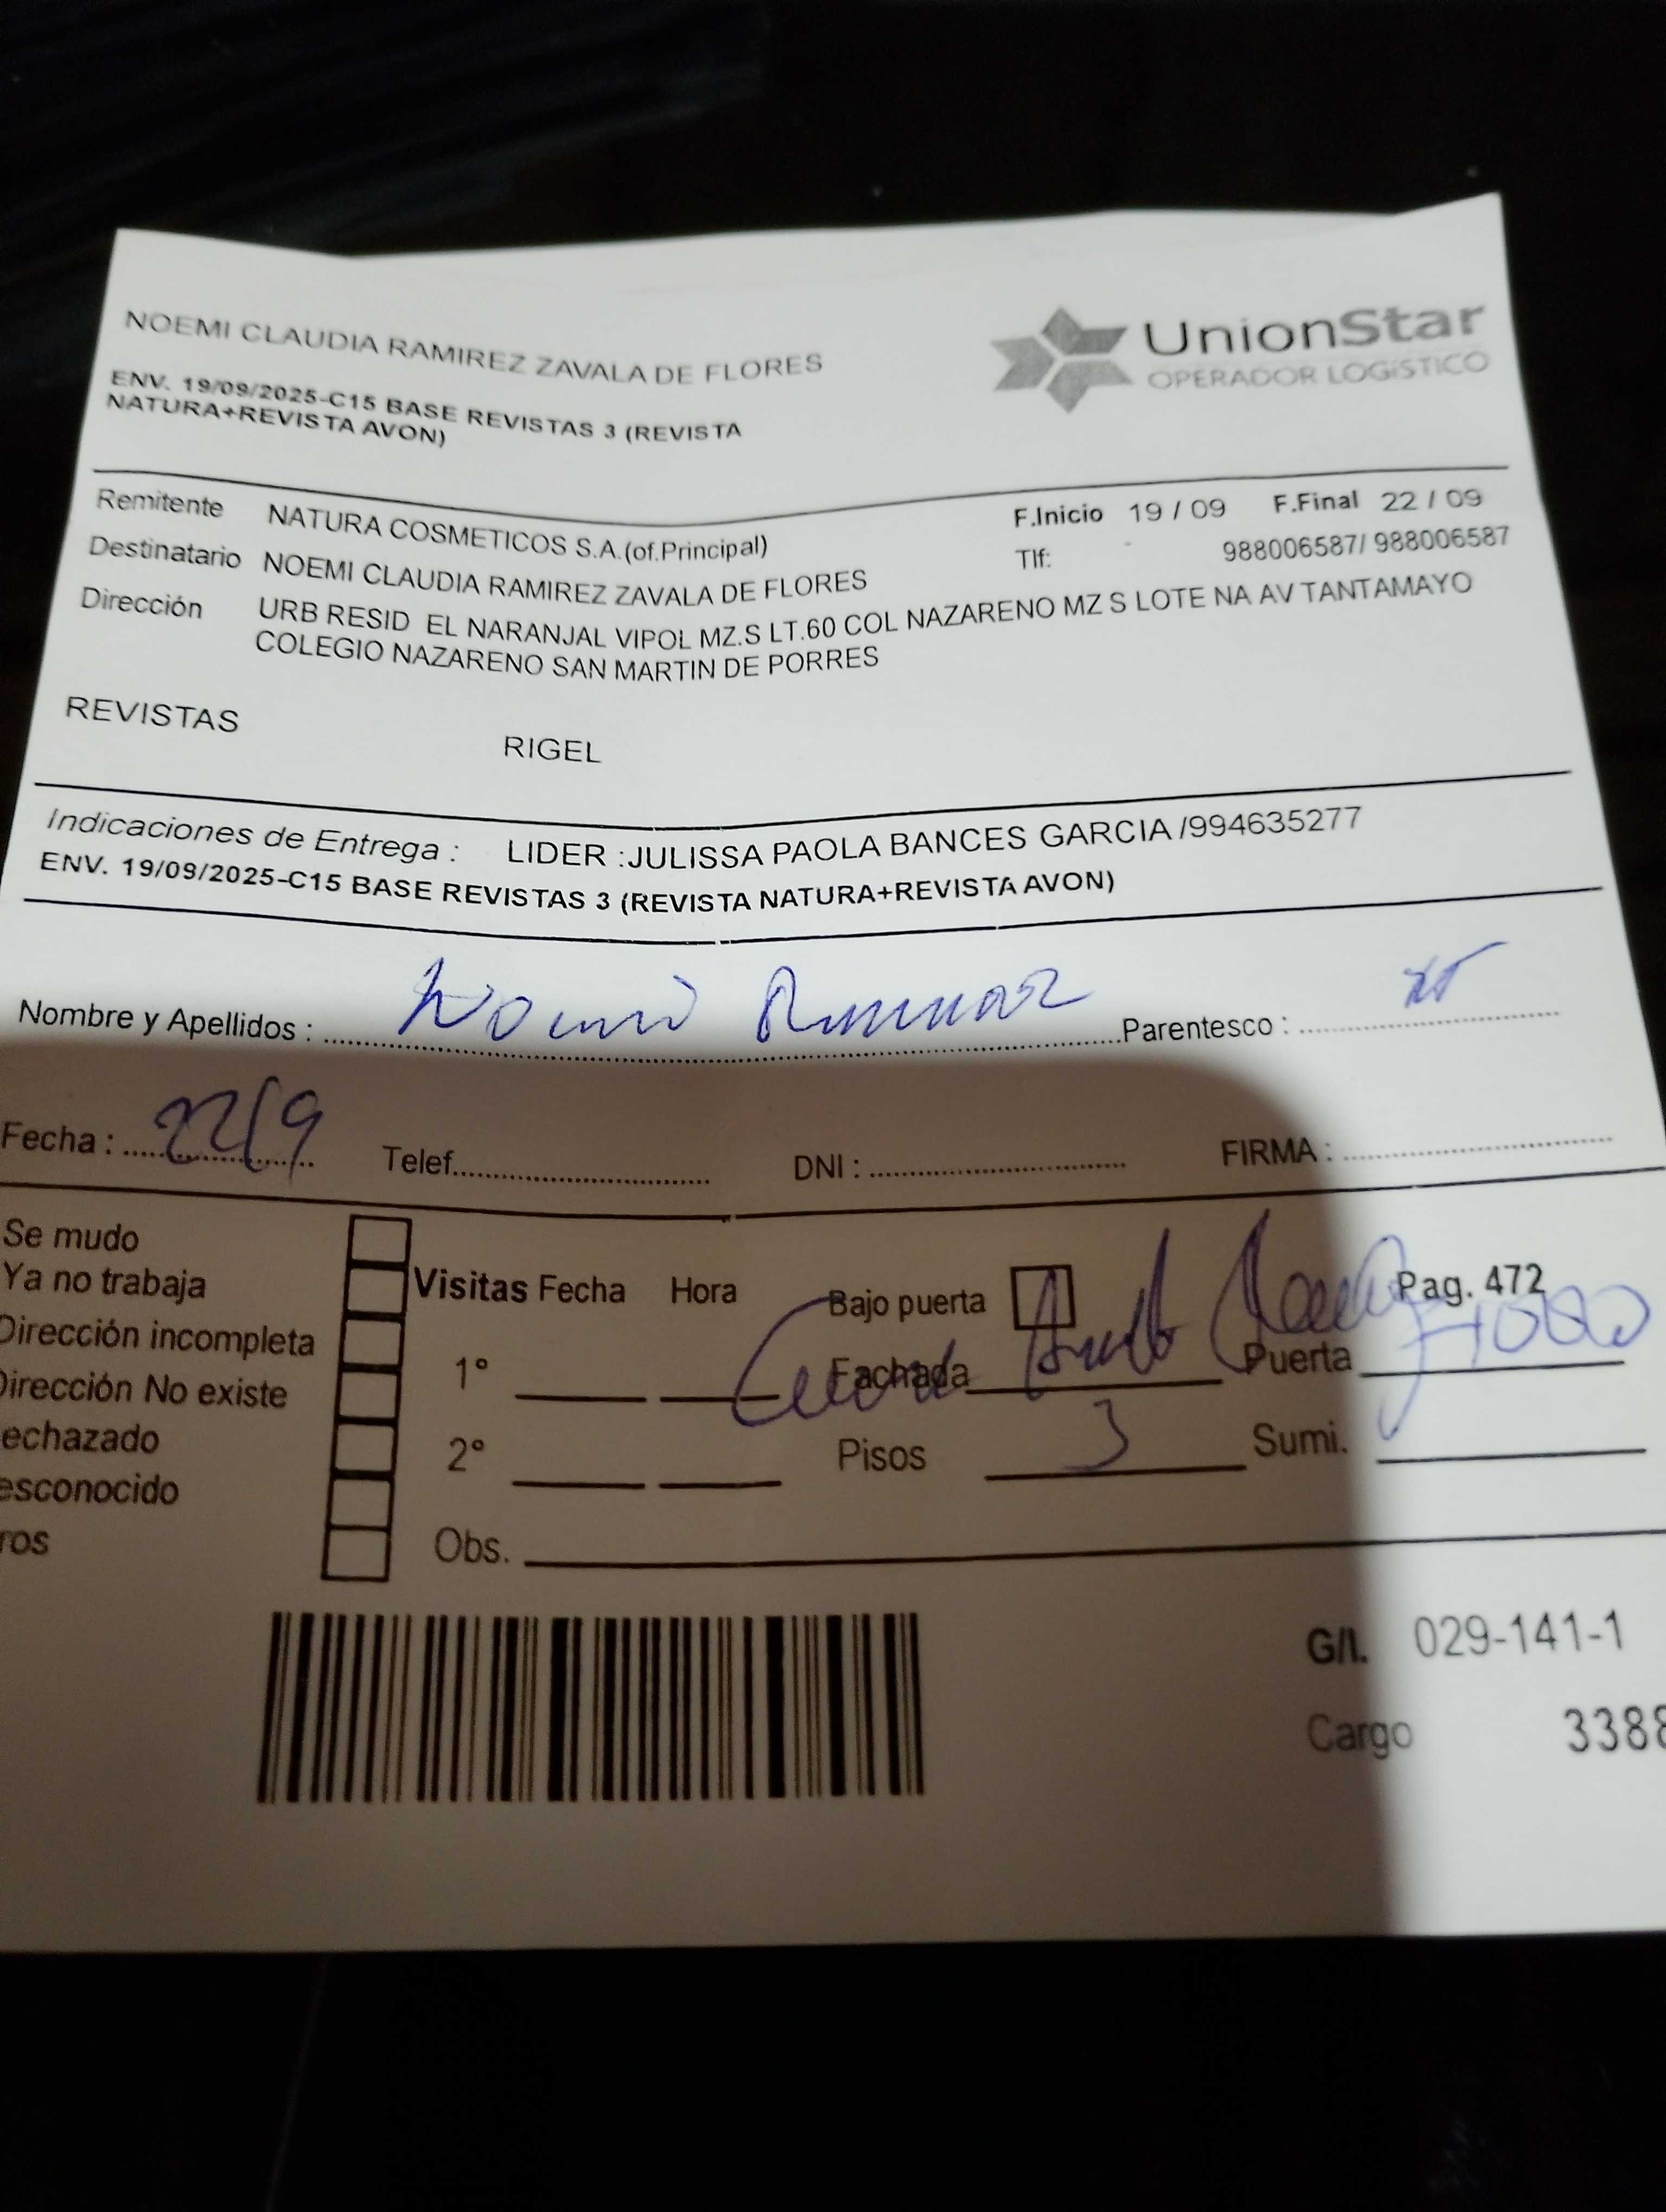 NOEMI CLAUDIA RAMIREZ ZAVALA DE FLORES
UnionStar
OPERADOR LOGíSTICO
ENV. 19/09/2025-C15 BASE REVISTAS 3 (REVISTA
NATURA+REVISTA AVON)
Remitente NATURA COSMETICOS S.A.(of.Principal) F.Inicio 19 / 09 F.Final 22 / 09
Destinatario NOEMI CLAUDIA RAMIREZ ZAVALA DE FLORES Tlf: 988006587/ 988006587
Dirección URB RESID EL NARANJAL VIPOL MZ.S LT.60 COL NAZARENO MZ S LOTE NA AV TANTAMAYO
COLEGIO NAZARENO SAN MARTIN DE PORRES
REVISTAS RIGEL
Indicaciones de Entrega : LIDER :JULISSA PAOLA BANCES GARCIA /994635277
ENV. 19/09/2025-C15 BASE REVISTAS 3 (REVISTA NATURA+REVISTA AVON)
Nombre y Apellidos : Noemi Ramirez Parentesco :
Fecha : 22/9 Telef. DNI : FIRMA :
Se mudo
Ya no trabaja Visitas Fecha Hora Bajo puerta Pag. 472
Dirección incompleta 1° Fachada Puerta
Dirección No existe
echazado 2° Pisos 3 Sumi.
esconocido
ros Obs.
G/I. 029-141-1
Cargo 3388